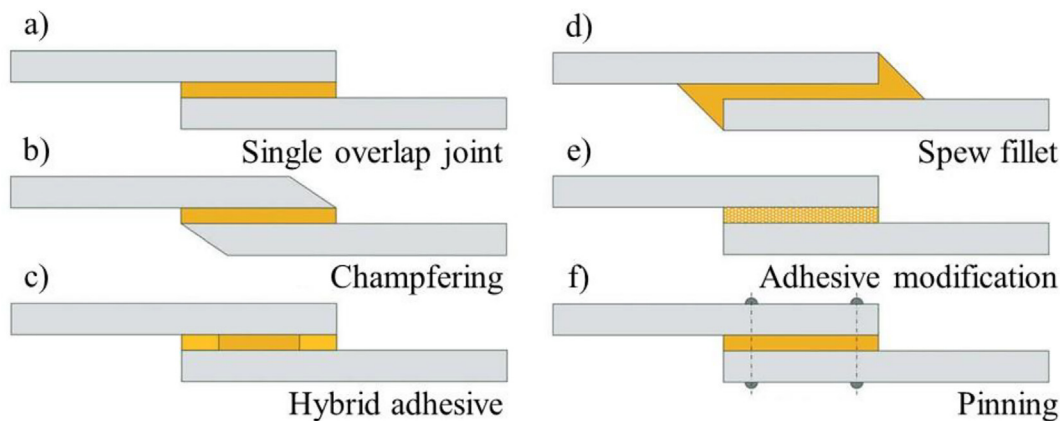 a)
Single overlap joint
b)
Champfering
c)
Hybrid adhesive
d)
Spew fillet
e)
Adhesive modification
f)
Pinning